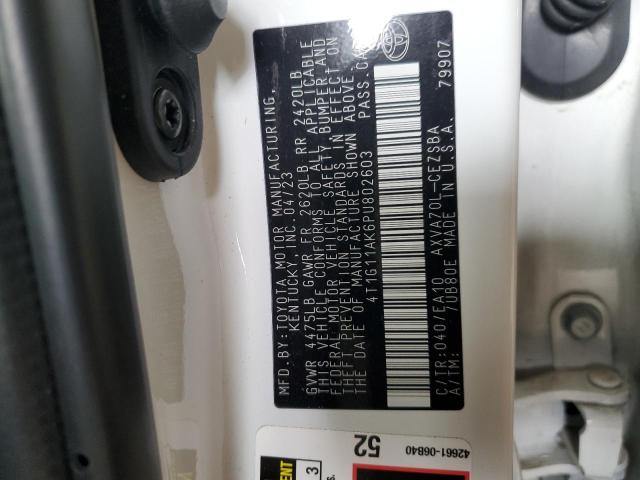 MFD. BY: TOYOTA MOTOR MANUFACTURING,
KENTUCKY, INC. 04/23
GVWR 4475LB GAWR FR 2620LB RR 2420LB
THIS VEHICLE CONFORMS TO ALL APPLICABLE
FEDERAL MOTOR VEHICLE SAFETY, BUMPER, AND
THEFT PREVENTION STANDARDS IN EFFECT ON
THE DATE OF MANUFACTURE SHOWN ABOVE.
4T1G11AK6PU802603 PASS. CAR
C/TR: 040/EA10 AXVA70L-CEZSBA
A/TM: 7UB80E MADE IN U.S.A. 79907
42661-06B40
52
3